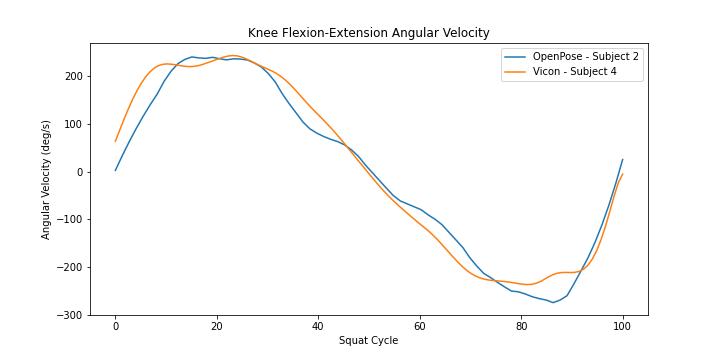 Knee Flexion-Extension Angular Velocity
OpenPose - Subject 2
Vicon - Subject 4
Angular Velocity (deg/s)
200
100
0
−100
−200
−300
0 20 40 60 80 100
Squat Cycle